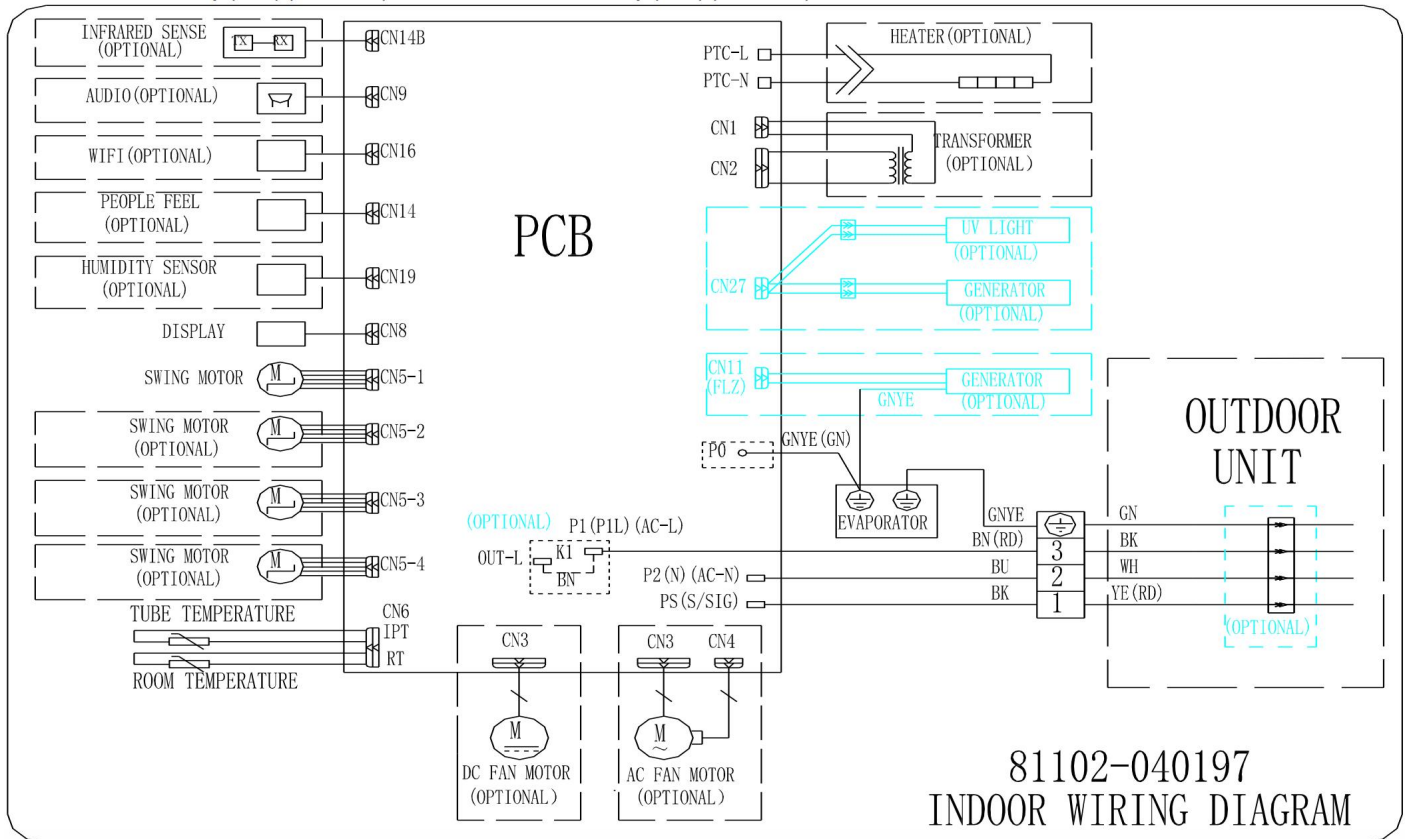 INFRARED SENSE
(OPTIONAL)
TX RX
CN14B
AUDIO(OPTIONAL)
CN9
WIFI(OPTIONAL)
CN16
PEOPLE FEEL
(OPTIONAL)
CN14
HUMIDITY SENSOR
(OPTIONAL)
CN19
DISPLAY
CN8
SWING MOTOR
M
CN5-1
SWING MOTOR
(OPTIONAL)
M
CN5-2
SWING MOTOR
(OPTIONAL)
M
CN5-3
SWING MOTOR
(OPTIONAL)
M
CN5-4
TUBE TEMPERATURE
CN6
IPT
RT
ROOM TEMPERATURE
PCB
PTC-L
PTC-N
HEATER(OPTIONAL)
CN1
CN2
TRANSFORMER
(OPTIONAL)
CN27
UV LIGHT
(OPTIONAL)
GENERATOR
(OPTIONAL)
CN11
(FLZ)
GENERATOR
(OPTIONAL)
GNYE
P0
GNYE(GN)
EVAPORATOR
(OPTIONAL)
P1(P1L)(AC-L)
OUT-L
K1
BN
P2(N)(AC-N)
PS(S/SIG)
GNYE
BN(RD)
BU
BK
3
2
1
GN
BK
WH
YE(RD)
OUTDOOR
UNIT
(OPTIONAL)
CN3
M
DC FAN MOTOR
(OPTIONAL)
CN3
CN4
M
~
AC FAN MOTOR
(OPTIONAL)
81102-040197
INDOOR WIRING DIAGRAM